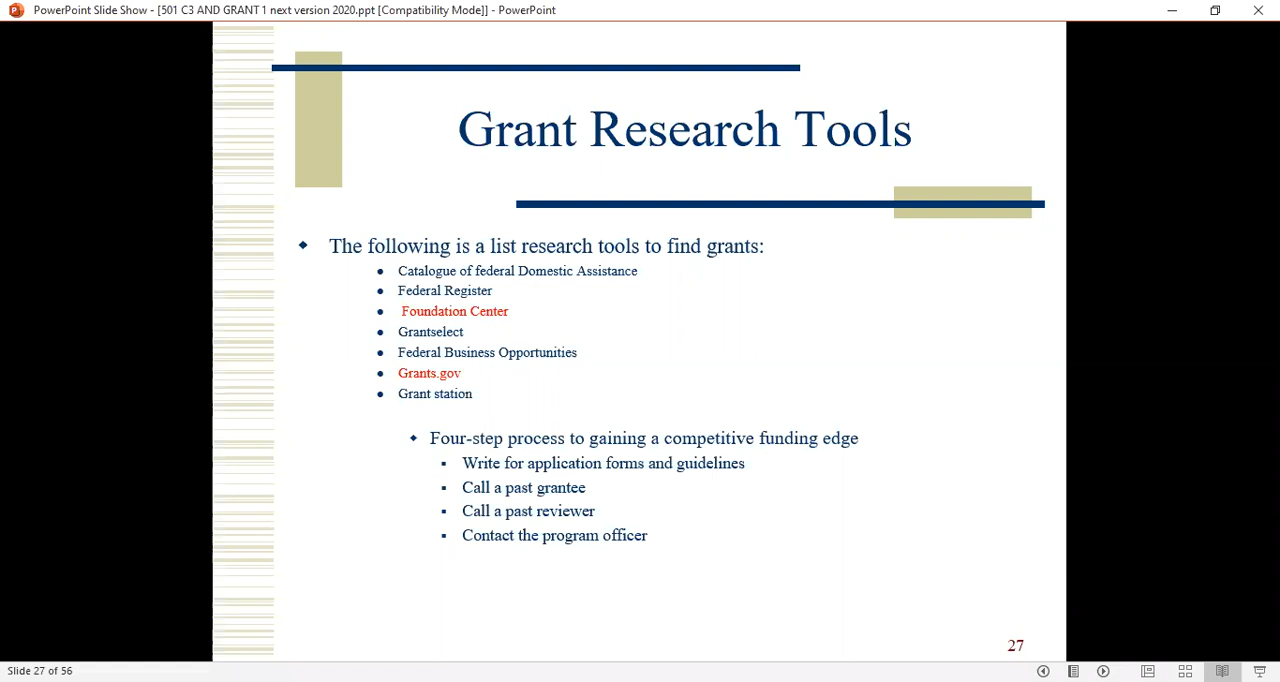 PowerPoint Slide Show - [501 C3 AND GRANT 1 next version 2020.ppt [Compatibility Mode]] - PowerPoint
Grant Research Tools
The following is a list research tools to find grants:
Catalogue of federal Domestic Assistance
Federal Register
Foundation Center
Grantselect
Federal Business Opportunities
Grants.gov
Grant station
Four-step process to gaining a competitive funding edge
Write for application forms and guidelines
Call a past grantee
Call a past reviewer
Contact the program officer
27
Slide 27 of 56